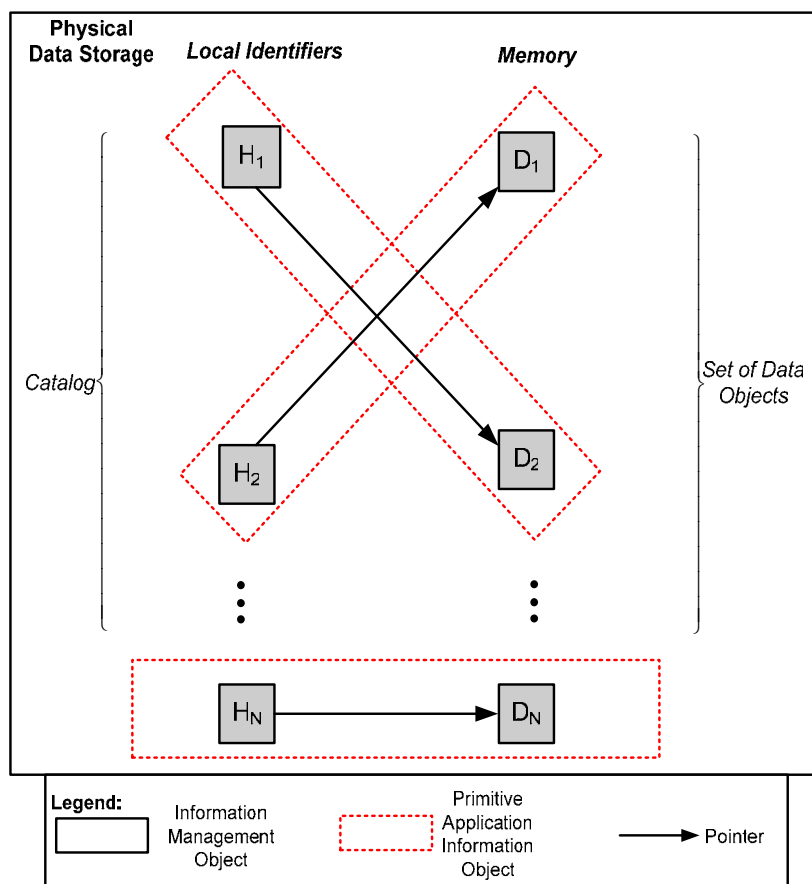 Physical
Data Storage
Local Identifiers
Memory
H1
D1
Catalog
Set of Data
Objects
H2
D2
HN
DN
Legend:
Information
Management
Object
Primitive
Application
Information
Object
Pointer